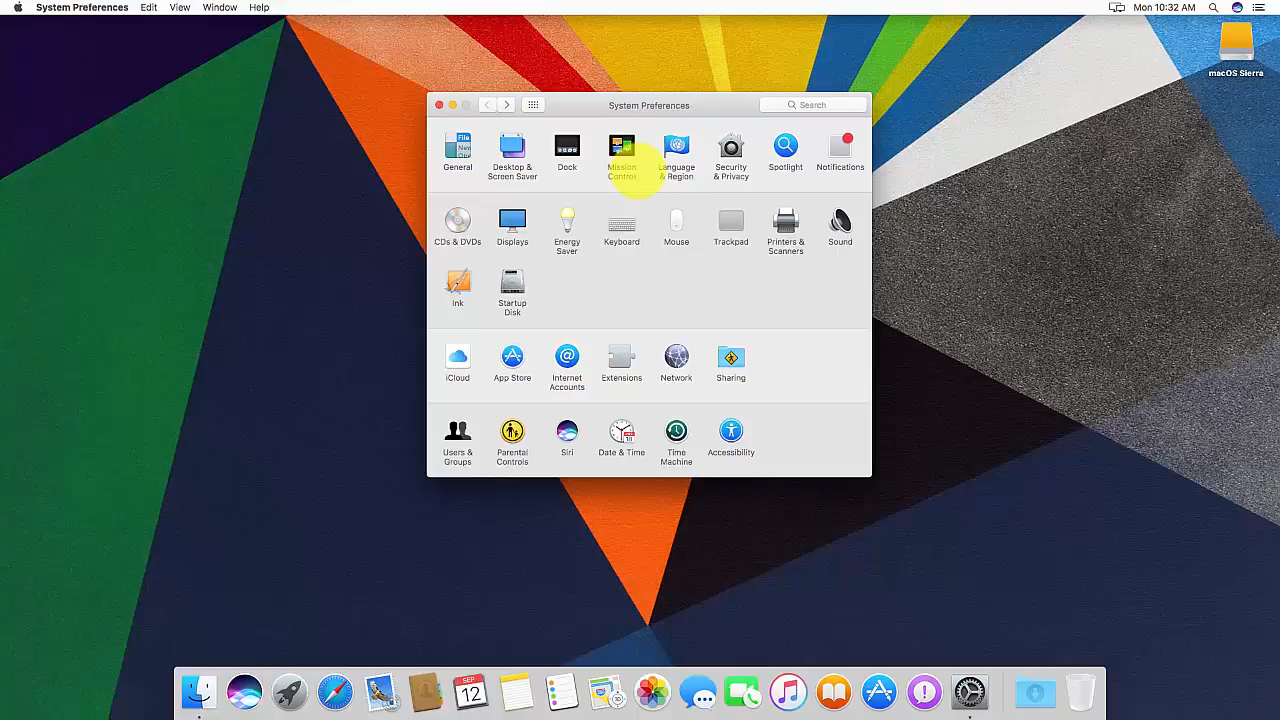 System Preferences Edit View Window Help
Mon 10:32 AM
macOS Sierra
System Preferences
Search
General
Desktop &
Screen Saver
Dock
Mission
Control
Language
& Region
Security
& Privacy
Spotlight
Notifications
CDs & DVDs
Displays
Energy
Saver
Keyboard
Mouse
Trackpad
Printers &
Scanners
Sound
Ink
Startup
Disk
iCloud
App Store
Internet
Accounts
Extensions
Network
Sharing
Users &
Groups
Parental
Controls
Siri
Date & Time
Time
Machine
Accessibility
File
New
SEP
12